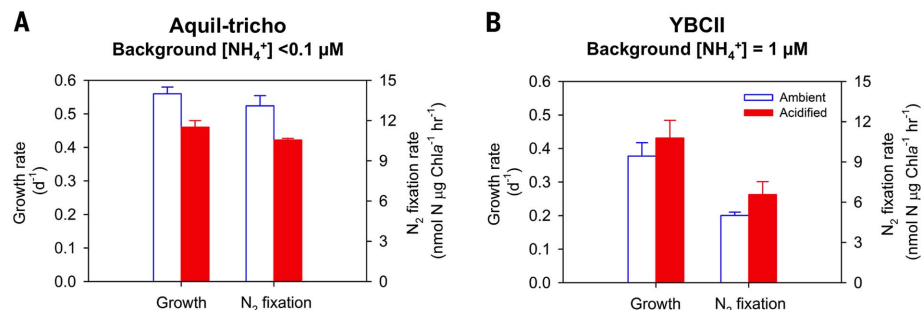 A
Aquil-tricho
Background [NH₄⁺] <0.1 µM
0.6
0.5
0.4
0.3
0.2
0.1
0.0
Growth rate
(d⁻¹)
15
12
9
6
3
0
N₂ fixation rate
(nmol N µg Chla⁻¹ hr⁻¹)
Growth
N₂ fixation
B
YBCII
Background [NH₄⁺] = 1 µM
Ambient
Acidified
0.6
0.5
0.4
0.3
0.2
0.1
0.0
Growth rate
(d⁻¹)
15
12
9
6
3
0
N₂ fixation rate
(nmol N µg Chla⁻¹ hr⁻¹)
Growth
N₂ fixation